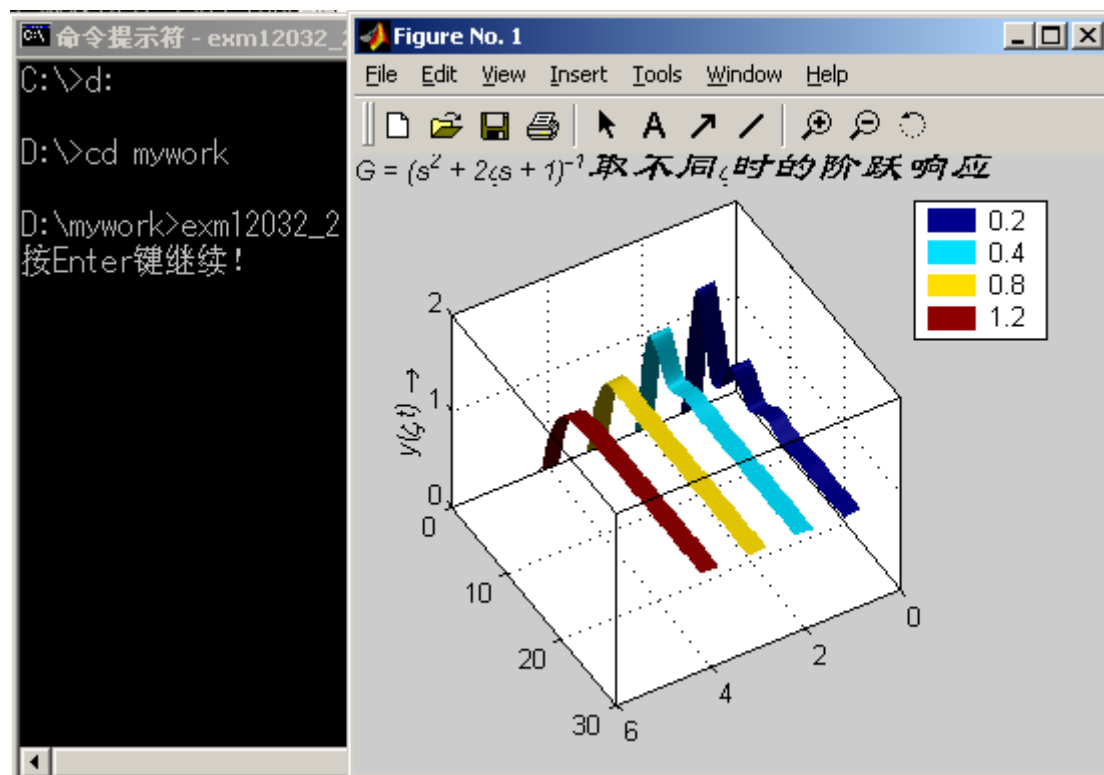 命令提示符 - exm12032_2
C:\>d:
D:\>cd mywork
D:\mywork>exm12032_2
按Enter键继续!
Figure No. 1
File Edit View Insert Tools Window Help
G = (s² + 2ζs + 1)⁻¹取不同ζ时的阶跃响应
0.2
0.4
0.8
1.2
y(ζ,t) →
2
1
0
0
10
20
30
6
4
2
0